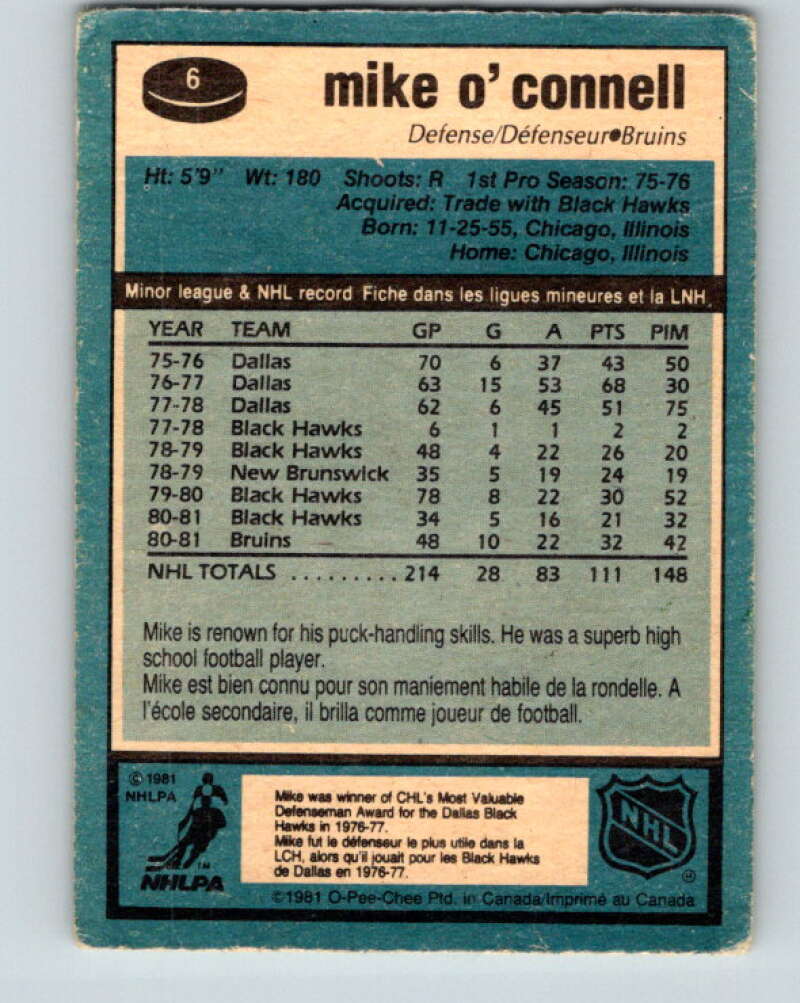 6
mike o' connell
Defense/Défenseur●Bruins
Ht: 5'9" Wt: 180 Shoots: R 1st Pro Season: 75-76
Acquired: Trade with Black Hawks
Born: 11-25-55, Chicago, Illinois
Home: Chicago, Illinois
Minor league & NHL record Fiche dans les ligues mineures et la LNH.
YEAR TEAM GP G A PTS PIM
75-76 Dallas 70 6 37 43 50
76-77 Dallas 63 15 53 68 30
77-78 Dallas 62 6 45 51 75
77-78 Black Hawks 6 1 1 2 2
78-79 Black Hawks 48 4 22 26 20
78-79 New Brunswick 35 5 19 24 19
79-80 Black Hawks 78 8 22 30 52
80-81 Black Hawks 34 5 16 21 32
80-81 Bruins 48 10 22 32 42
NHL TOTALS .........214 28 83 111 148
Mike is renown for his puck-handling skills. He was a superb high
school football player.
Mike est bien connu pour son maniement habile de la rondelle. A
l'école secondaire, il brilla comme joueur de football.
© 1981
NHLPA
TM
NHLPA
Mike was winner of CHL's Most Valuable
Defenseman Award for the Dallas Black
Hawks in 1976-77.
Mike fut le défenseur le plus utile dans la
LCH, alors qu'il jouait pour les Black Hawks
de Dallas en 1976-77.
NHL
©1981 O-Pee-Chee Ptd. in Canada/Imprimé au Canada